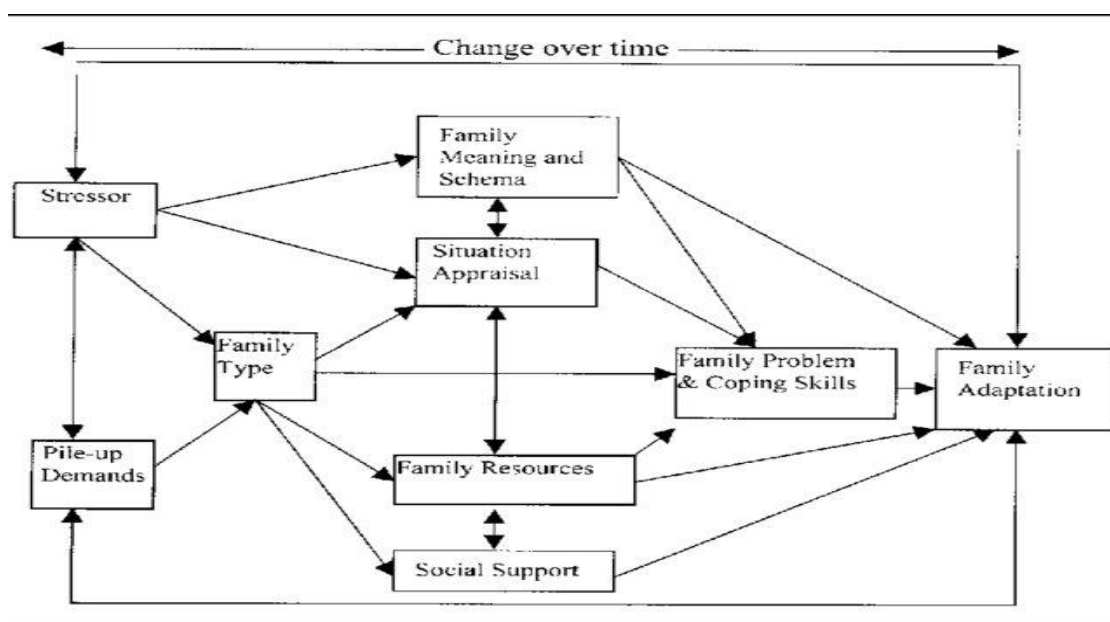 Change over time
Family
Meaning and
Schema
Stressor
Situation
Appraisal
Family
Type
Family Problem
& Coping Skills
Family
Adaptation
Pile-up
Demands
Family Resources
Social Support